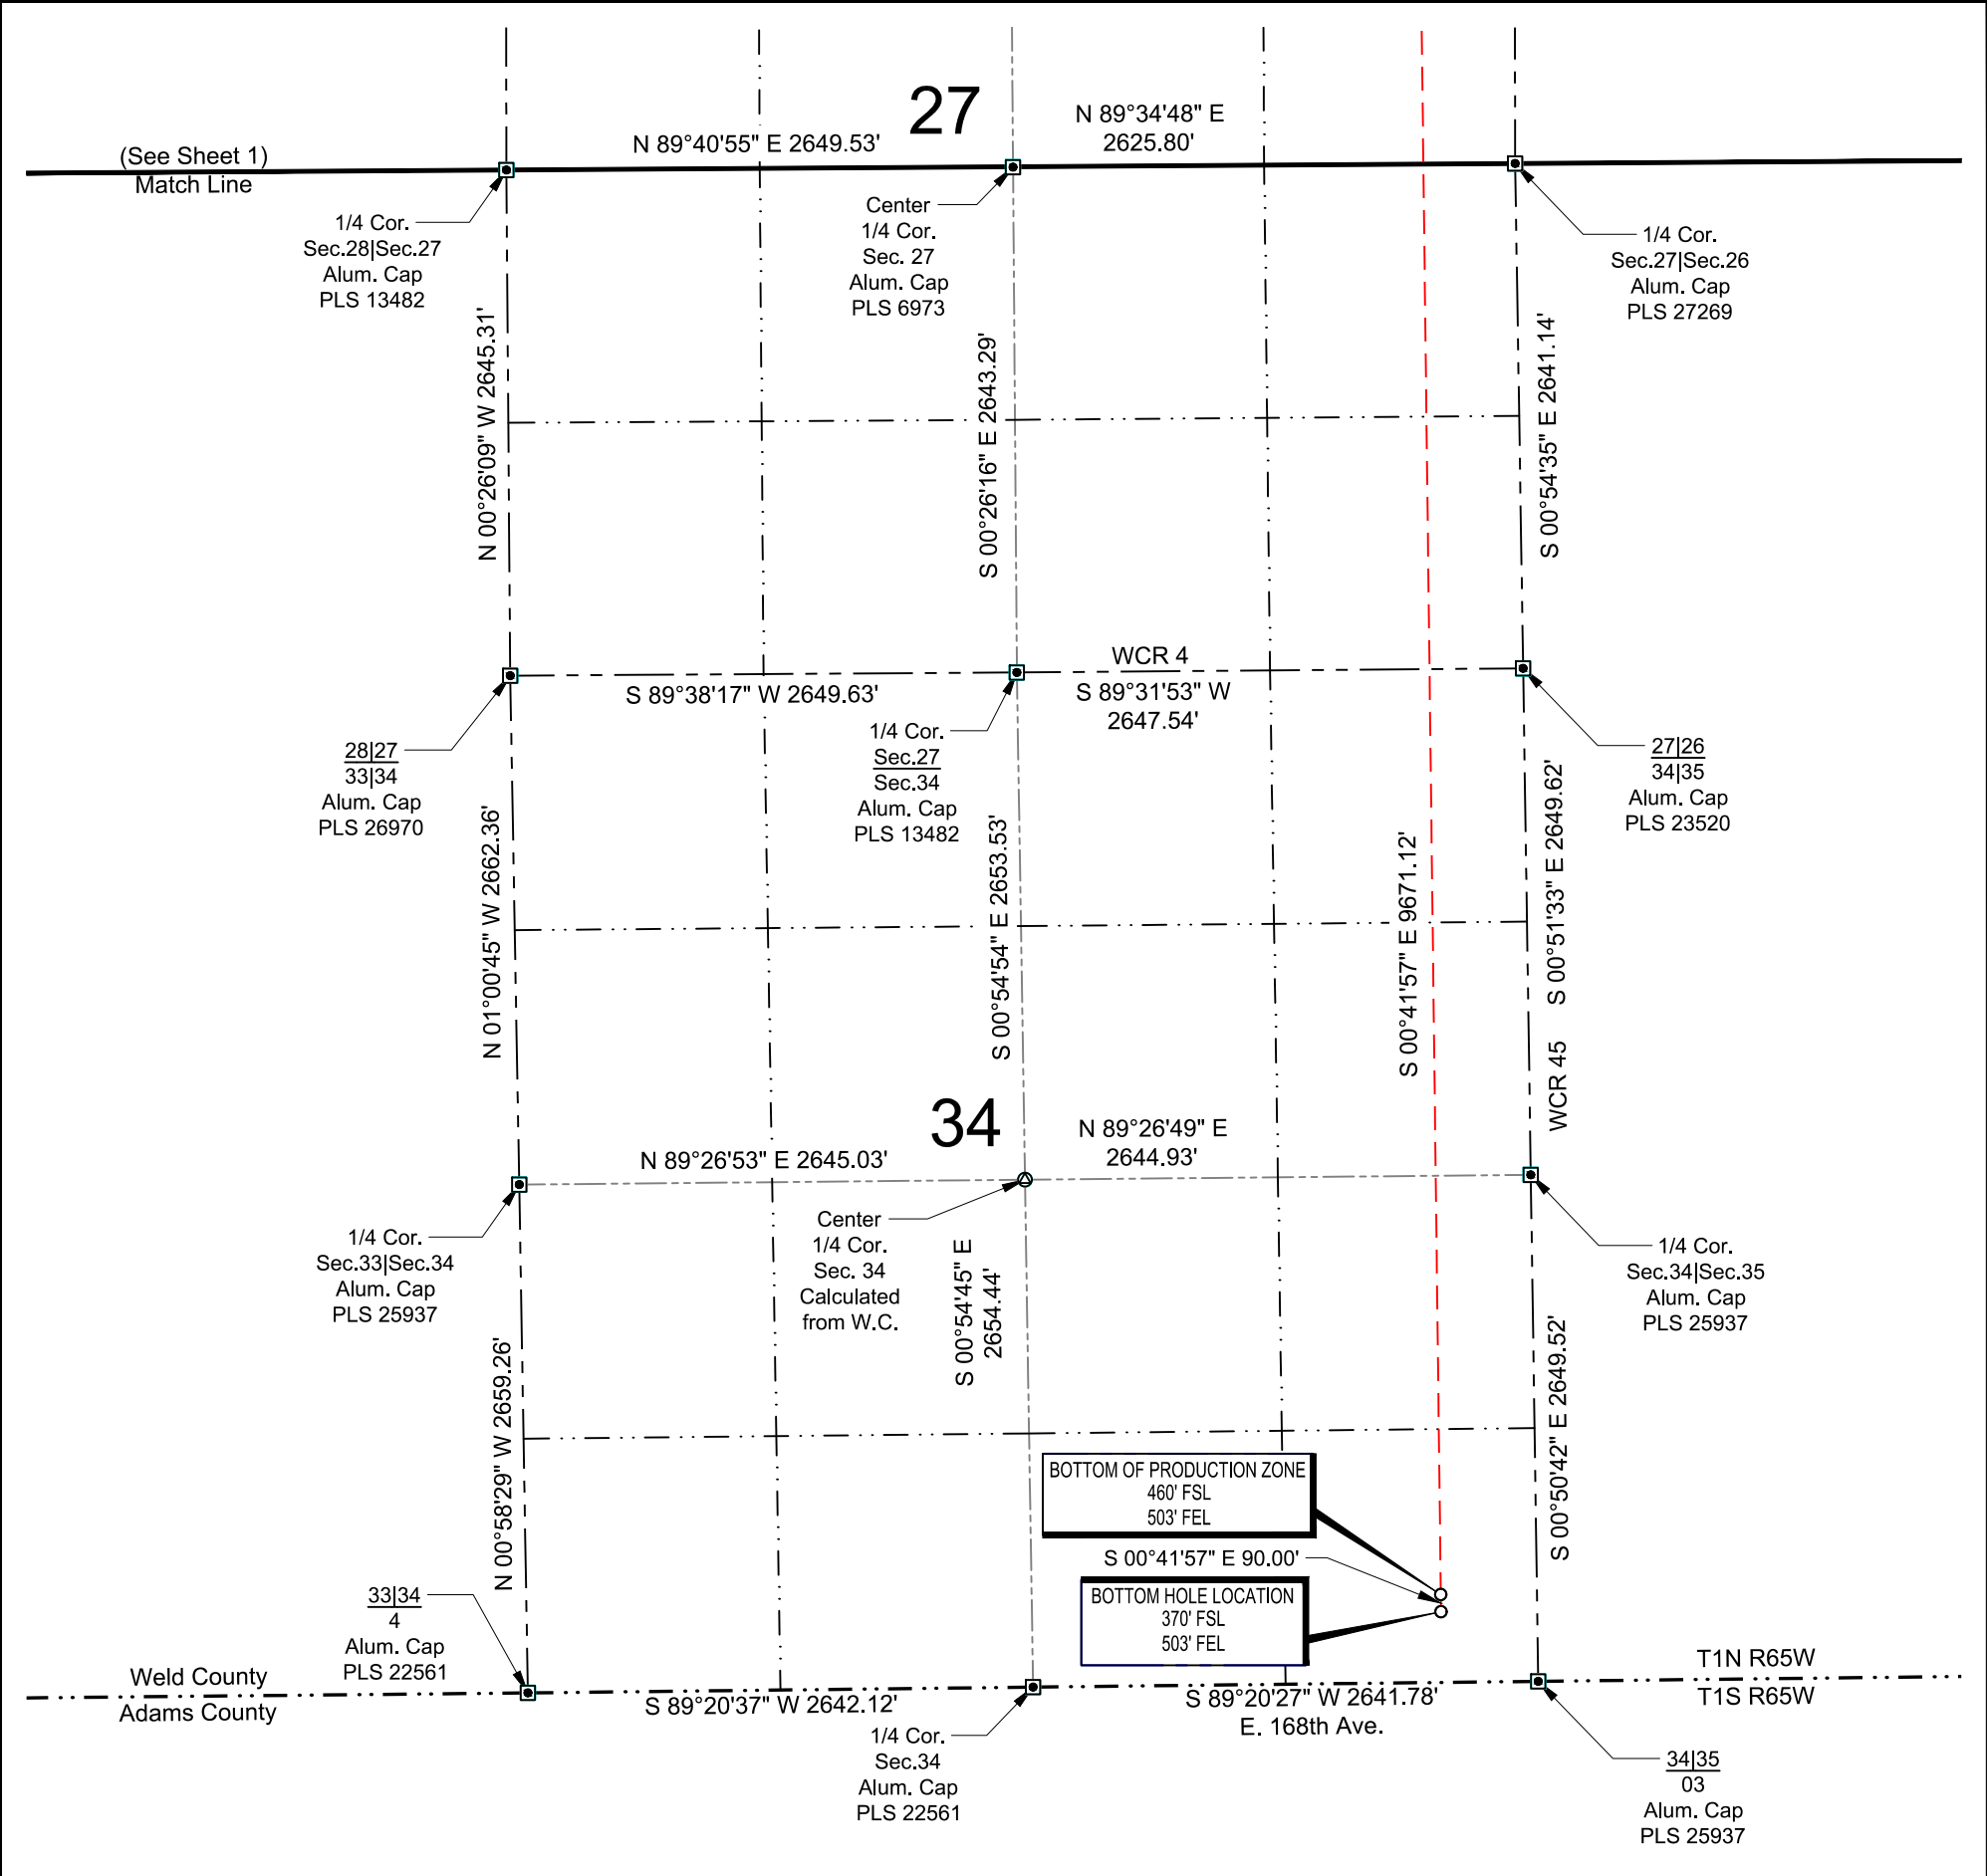 27
N 89°40'55" E 2649.53'
N 89°34'48" E
2625.80'
(See Sheet 1)
Match Line
1/4 Cor.
Sec.28|Sec.27
Alum. Cap
PLS 13482
Center
1/4 Cor.
Sec. 27
Alum. Cap
PLS 6973
1/4 Cor.
Sec.27|Sec.26
Alum. Cap
PLS 27269
N 00°26'09" W 2645.31'
S 00°26'16" E 2643.29'
S 00°54'35" E 2641.14'
WCR 4
S 89°38'17" W 2649.63'
S 89°31'53" W
2647.54'
28|27
33|34
Alum. Cap
PLS 26970
1/4 Cor.
Sec.27
Sec.34
Alum. Cap
PLS 13482
27|26
34|35
Alum. Cap
PLS 23520
N 01°00'45" W 2662.36'
S 00°54'54" E 2653.53'
S 00°41'57" E 9671.12'
WCR 45
S 00°51'33" E 2649.62'
34
N 89°26'53" E 2645.03'
N 89°26'49" E
2644.93'
1/4 Cor.
Sec.33|Sec.34
Alum. Cap
PLS 25937
Center
1/4 Cor.
Sec. 34
Calculated
from W.C.
S 00°54'45" E
2654.44'
1/4 Cor.
Sec.34|Sec.35
Alum. Cap
PLS 25937
N 00°58'29" W 2659.26'
S 00°50'42" E 2649.52'
BOTTOM OF PRODUCTION ZONE
460' FSL
503' FEL
S 00°41'57" E 90.00'
BOTTOM HOLE LOCATION
370' FSL
503' FEL
33|34
4
Alum. Cap
PLS 22561
Weld County
Adams County
T1N R65W
T1S R65W
S 89°20'37" W 2642.12'
S 89°20'27" W 2641.78'
E. 168th Ave.
1/4 Cor.
Sec.34
Alum. Cap
PLS 22561
34|35
03
Alum. Cap
PLS 25937